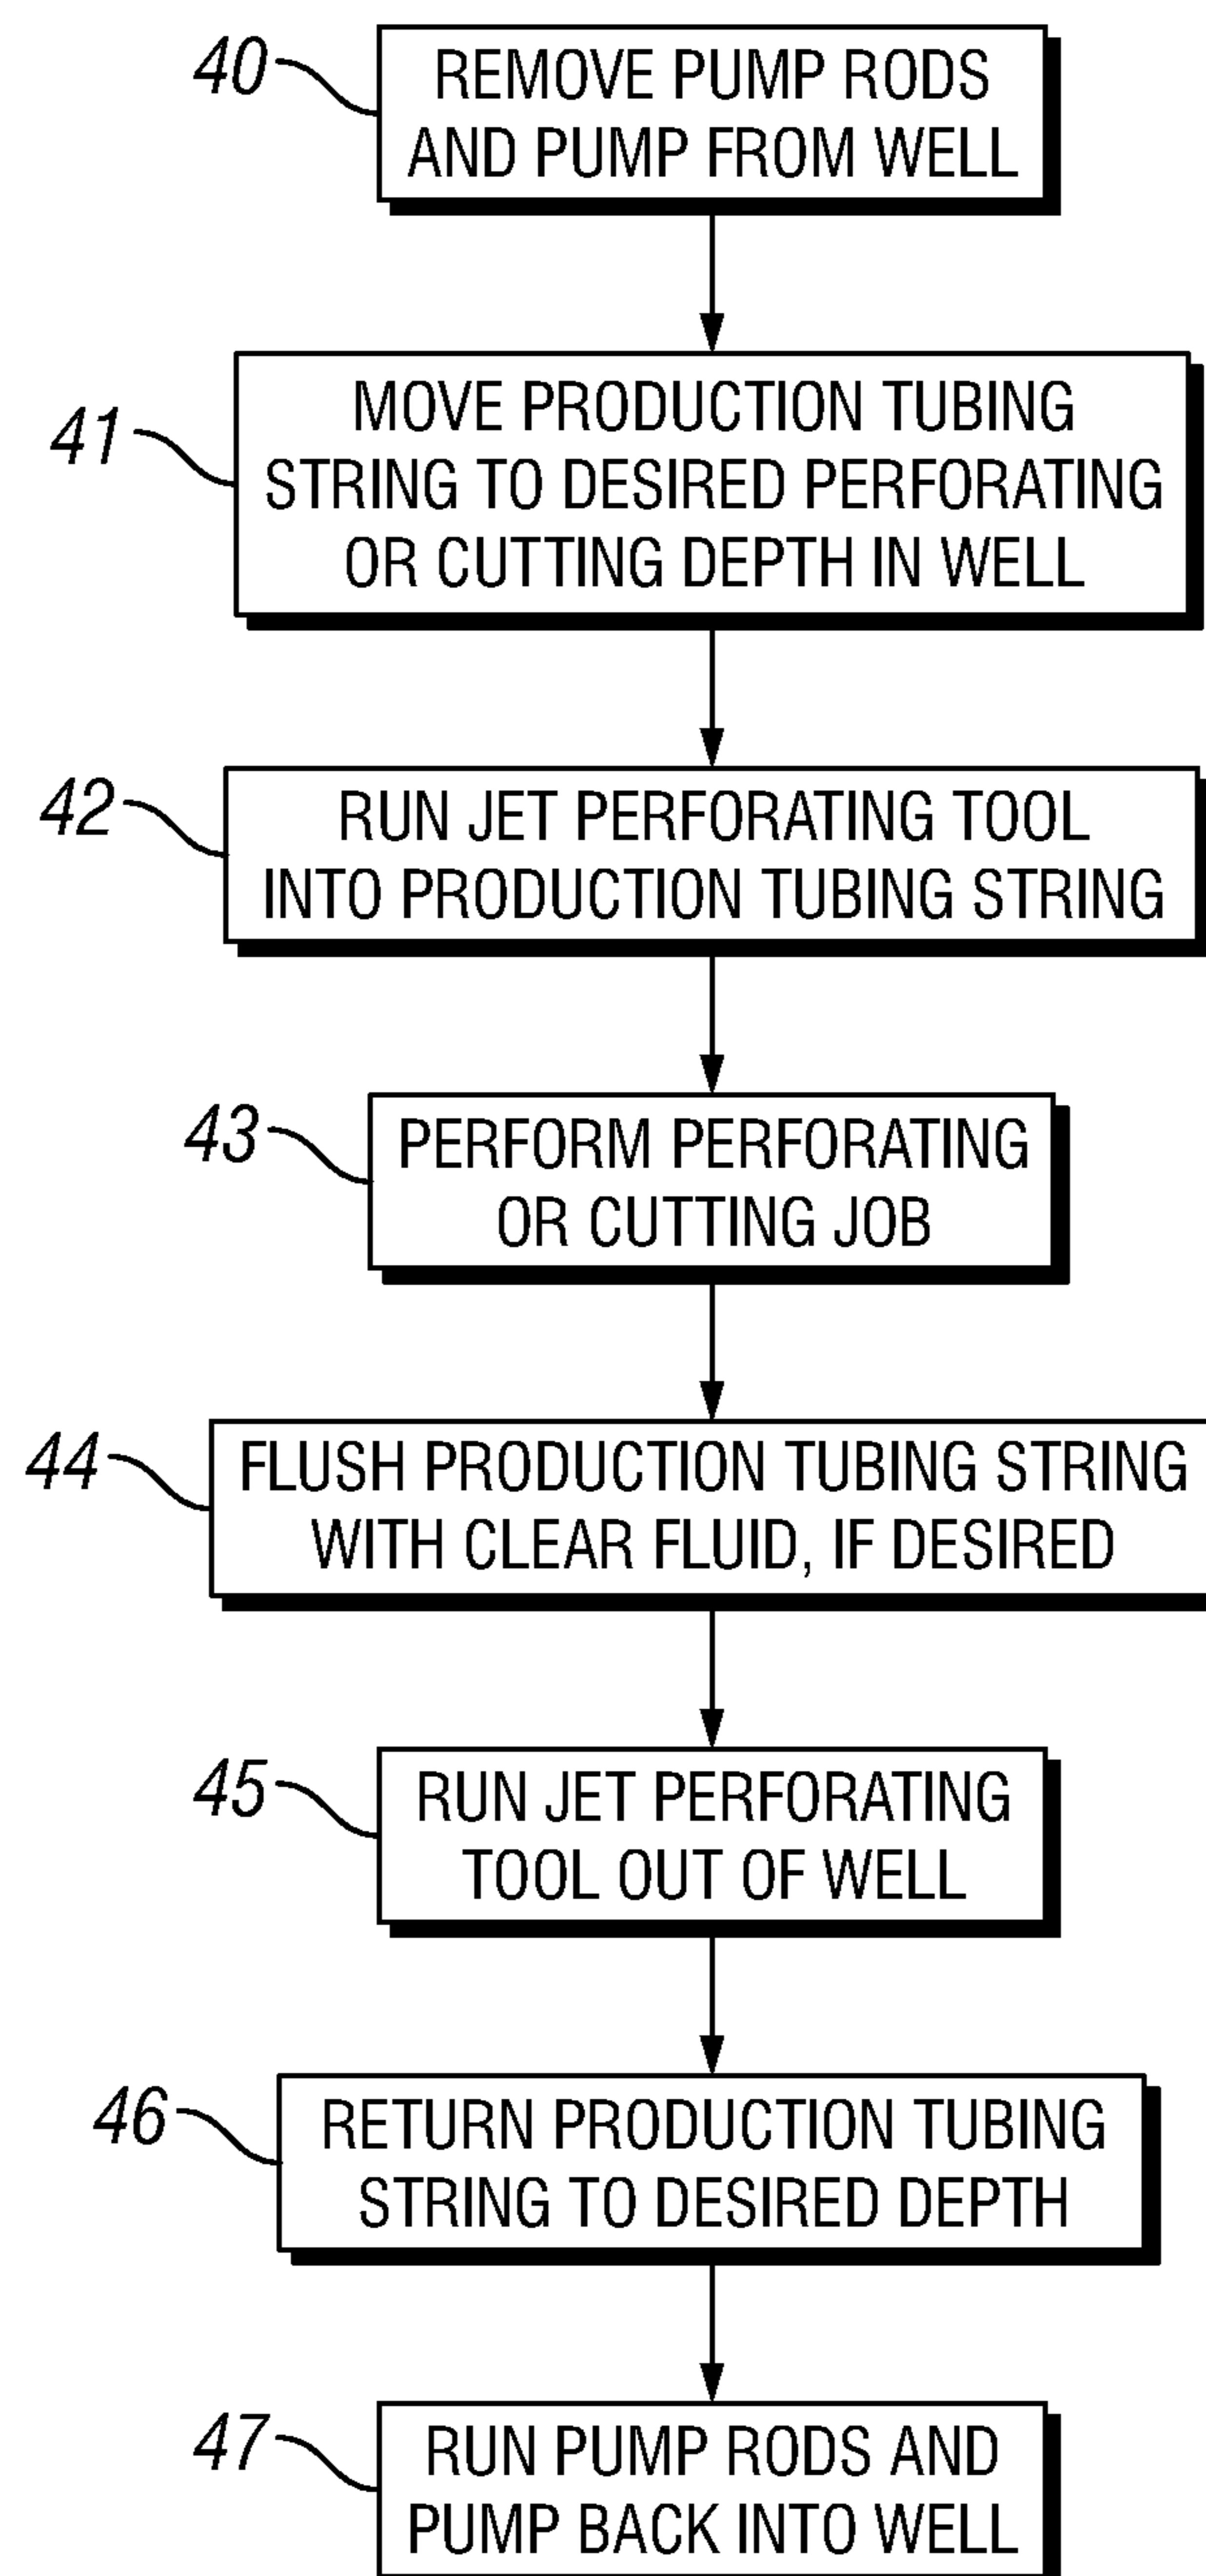 40
REMOVE PUMP RODS
AND PUMP FROM WELL
41
MOVE PRODUCTION TUBING
STRING TO DESIRED PERFORATING
OR CUTTING DEPTH IN WELL
42
RUN JET PERFORATING TOOL
INTO PRODUCTION TUBING STRING
43
PERFORM PERFORATING
OR CUTTING JOB
44
FLUSH PRODUCTION TUBING STRING
WITH CLEAR FLUID, IF DESIRED
45
RUN JET PERFORATING
TOOL OUT OF WELL
46
RETURN PRODUCTION TUBING
STRING TO DESIRED DEPTH
47
RUN PUMP RODS AND
PUMP BACK INTO WELL